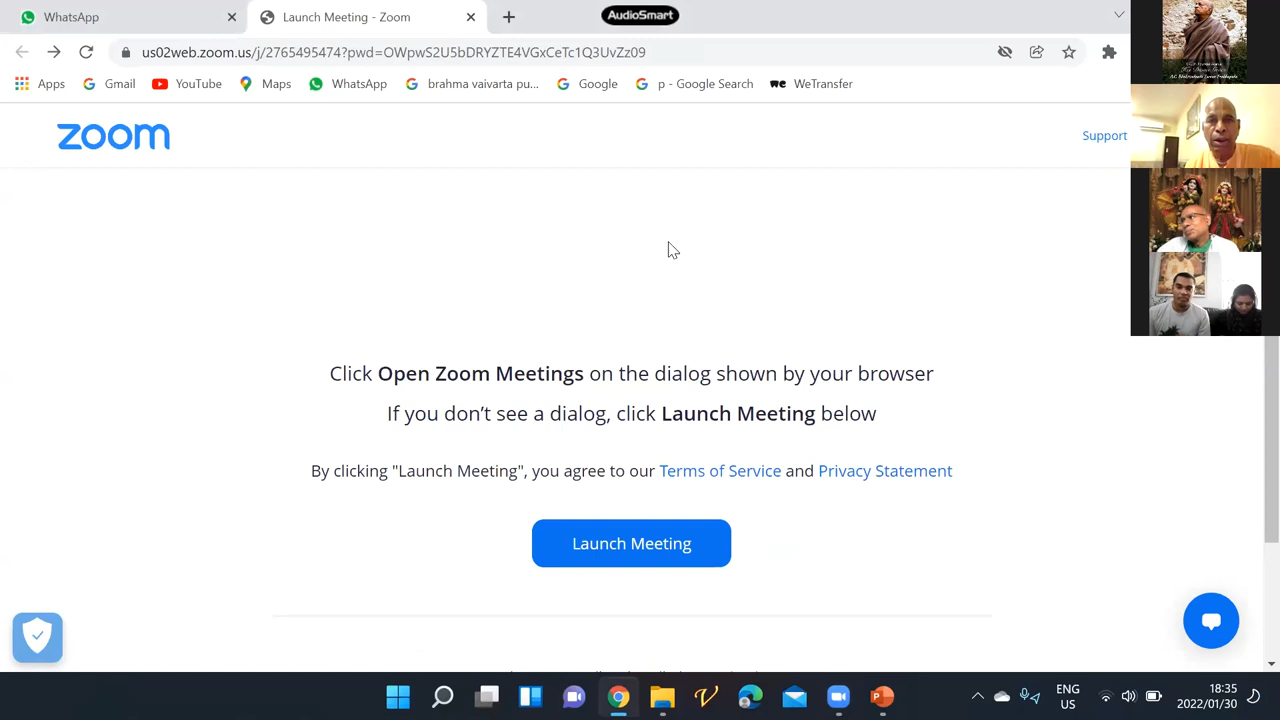 WhatsApp
Launch Meeting - Zoom
AudioSmart
us02web.zoom.us/j/2765495474?pwd=OWpwS2U5bDRYZTE4VGxCeTc1Q3UvZz09
Apps
Gmail
YouTube
Maps
WhatsApp
brahma
Google
p - Google Search
WeTransfer
zoom
Support
Click Open Zoom Meetings on the dialog shown by your browser
If you don’t see a dialog, click Launch Meeting below
By clicking "Launch Meeting", you agree to our Terms of Service and Privacy Statement
Launch Meeting
ENG
US
18:35
2022/01/30